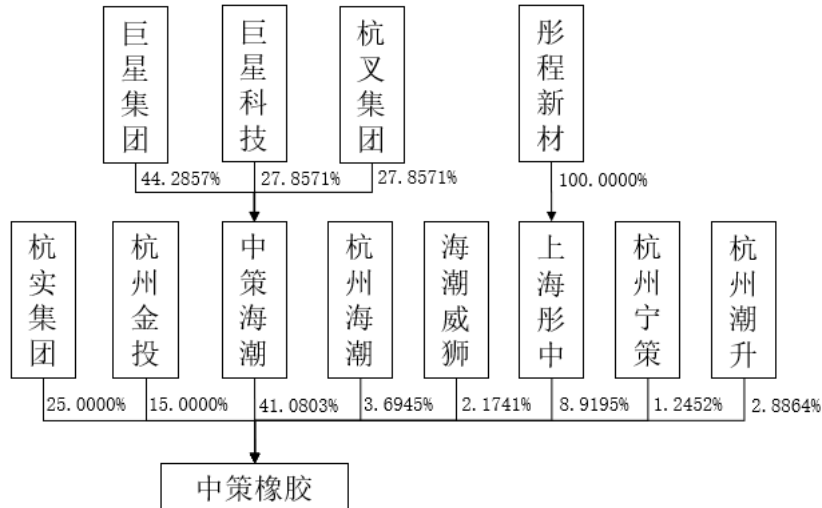 巨星集团
巨星科技
杭叉集团
彤程新材
44.2857%
27.8571%
27.8571%
100.0000%
杭实集团
杭州金投
中策海潮
杭州海潮
海潮威狮
上海彤中
杭州宁策
杭州潮升
25.0000%
15.0000%
41.0803%
3.6945%
2.1741%
8.9195%
1.2452%
2.8864%
中策橡胶